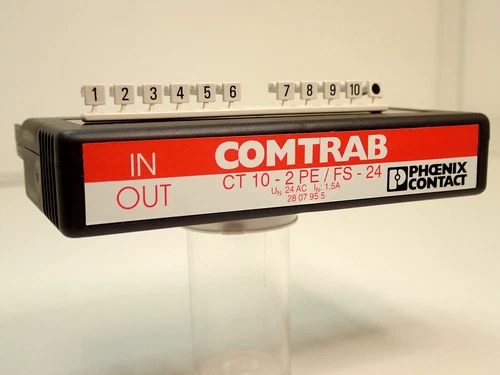 1 2 3 4 5 6 7 8 9 10
IN
OUT
COMTRAB
CT 10 - 2 PE / FS - 24
UN 24 AC IN: 1,5A
28 07 95 5
PHŒNIX
CONTACT